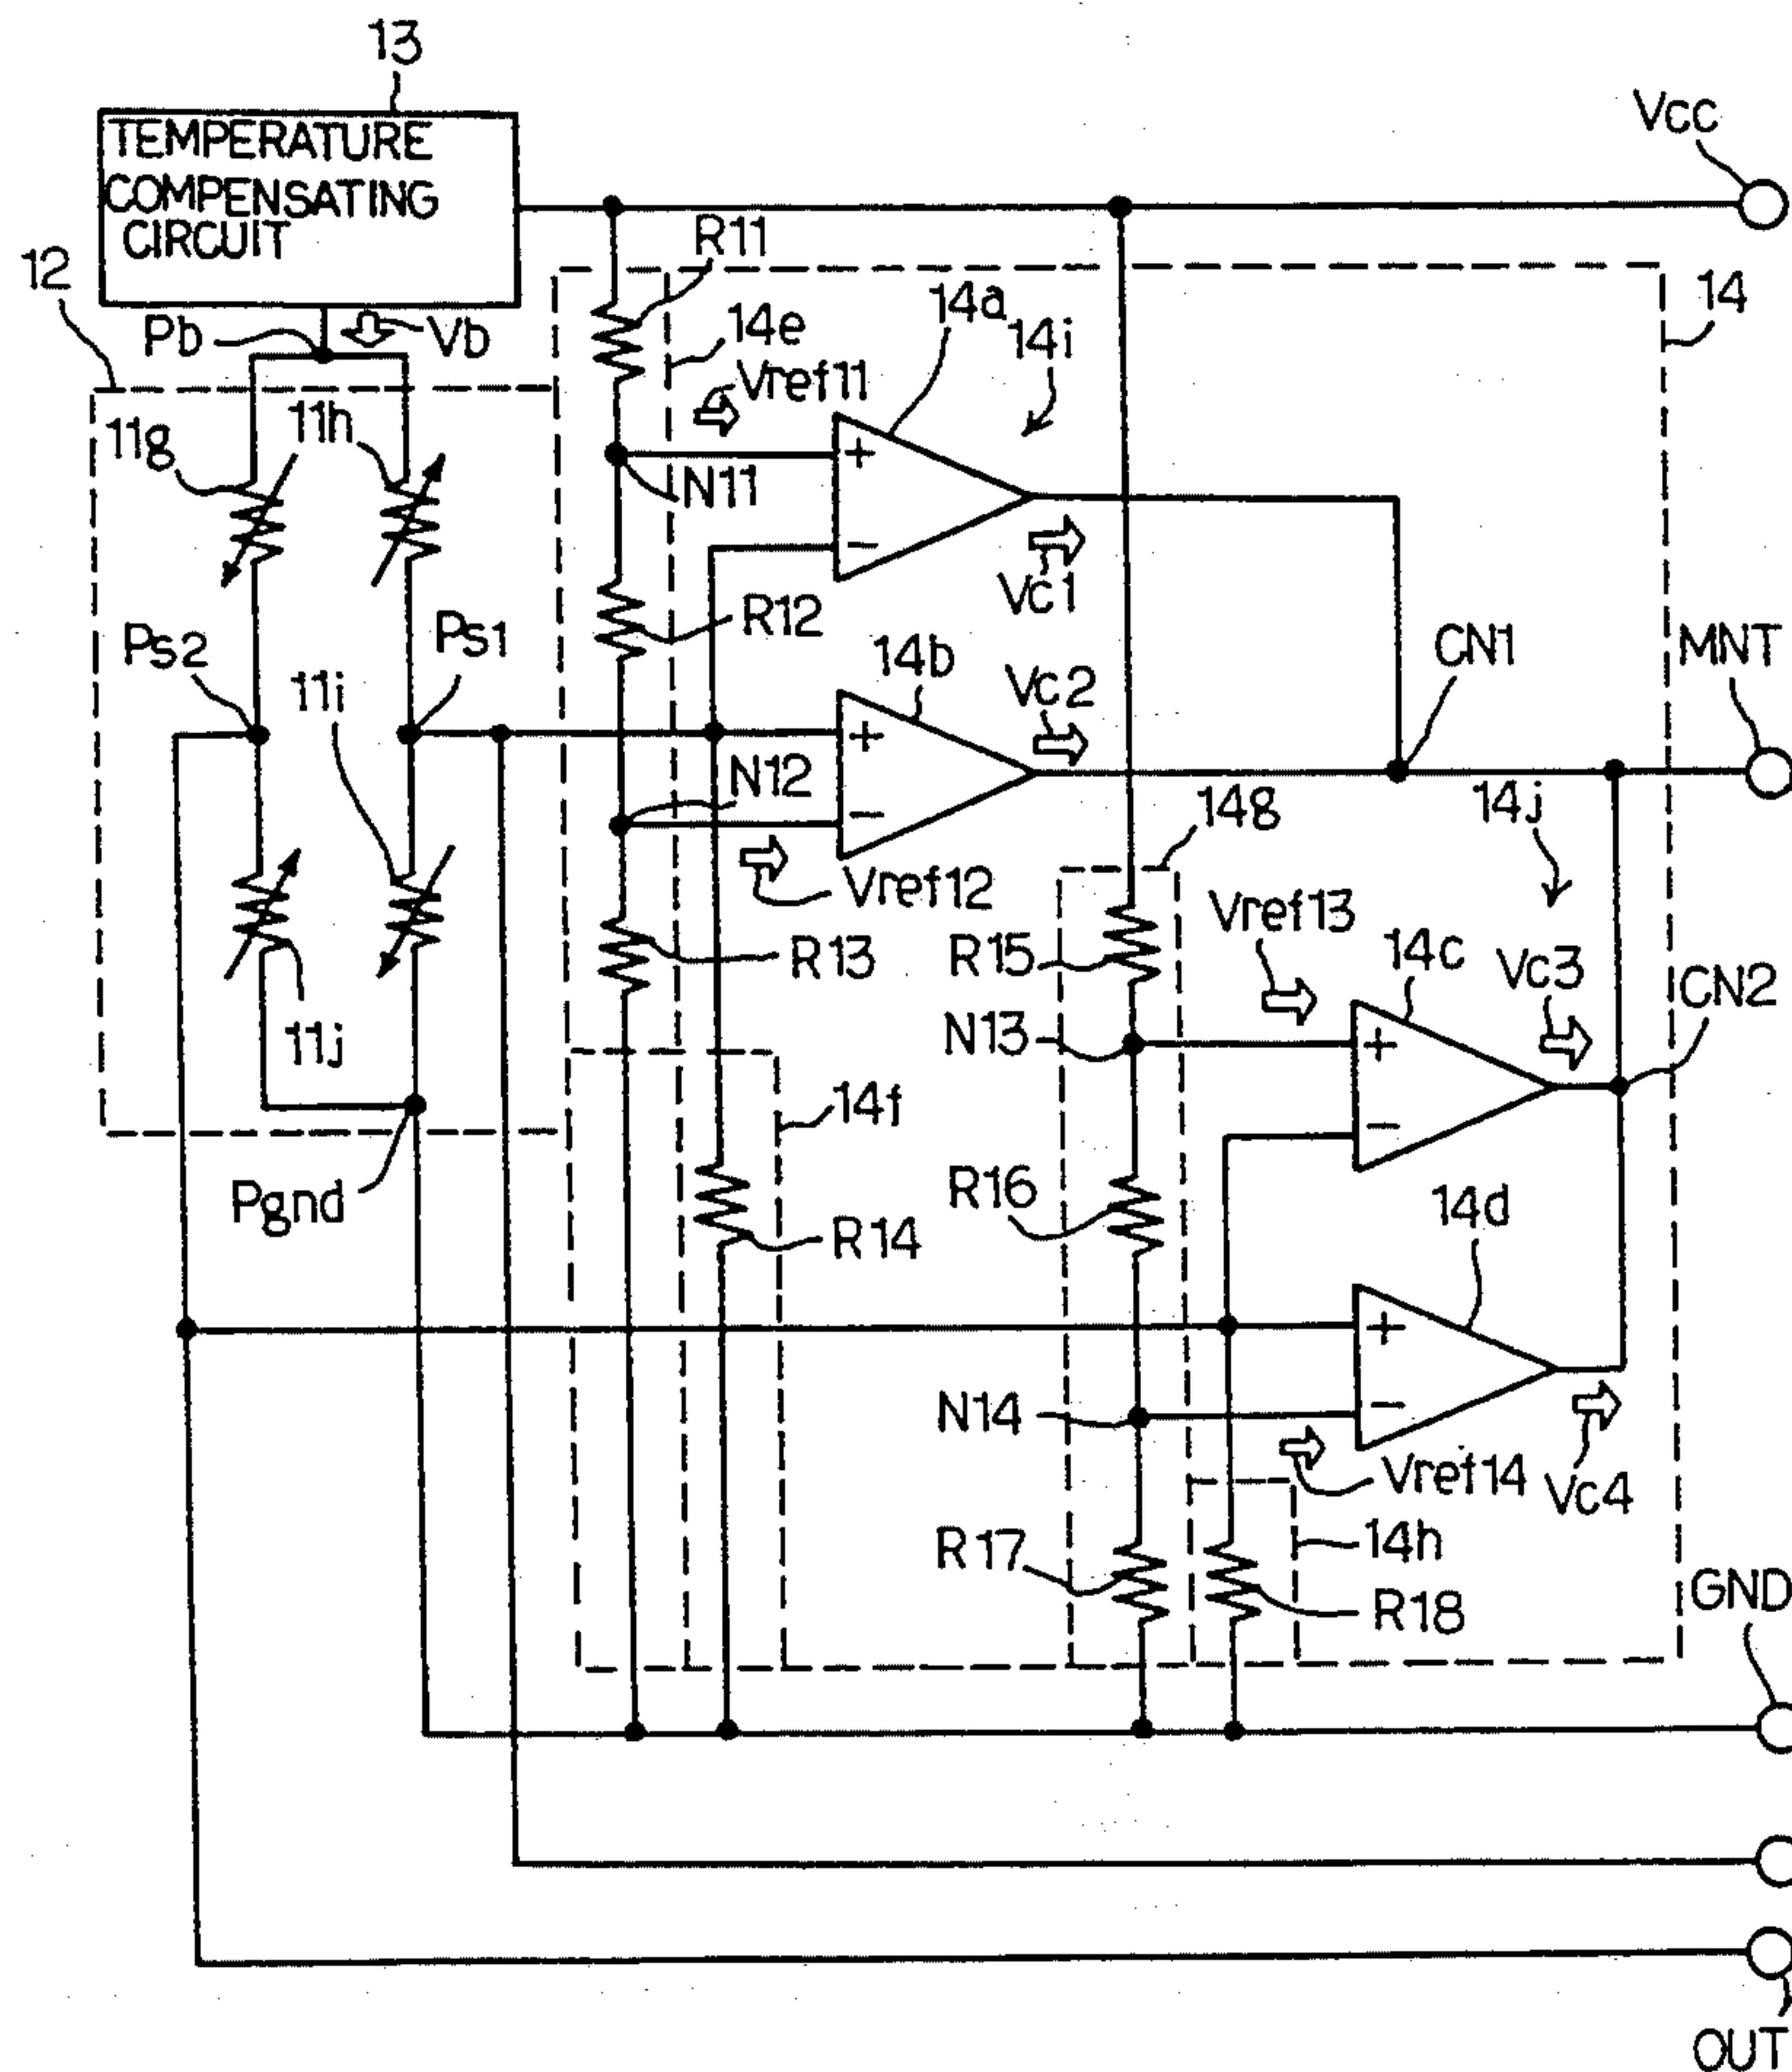 13
TEMPERATURE
COMPENSATING
CIRCUIT
Vcc
12
R11
14
Pb
Vb
14e
14a
14i
Vref11
11g
11h
+
N11
−
Vc1
R12
Ps2
Ps1
14b
Vc2
CN1
MNT
11i
+
N12
−
14g
14j
Vref12
Vref13
R13
R15
14c
Vc3
CN2
11j
N13
+
14f
−
Pgnd
R16
14d
R14
+
N14
−
Vref14
Vc4
R17
14h
R18
GND
OUT